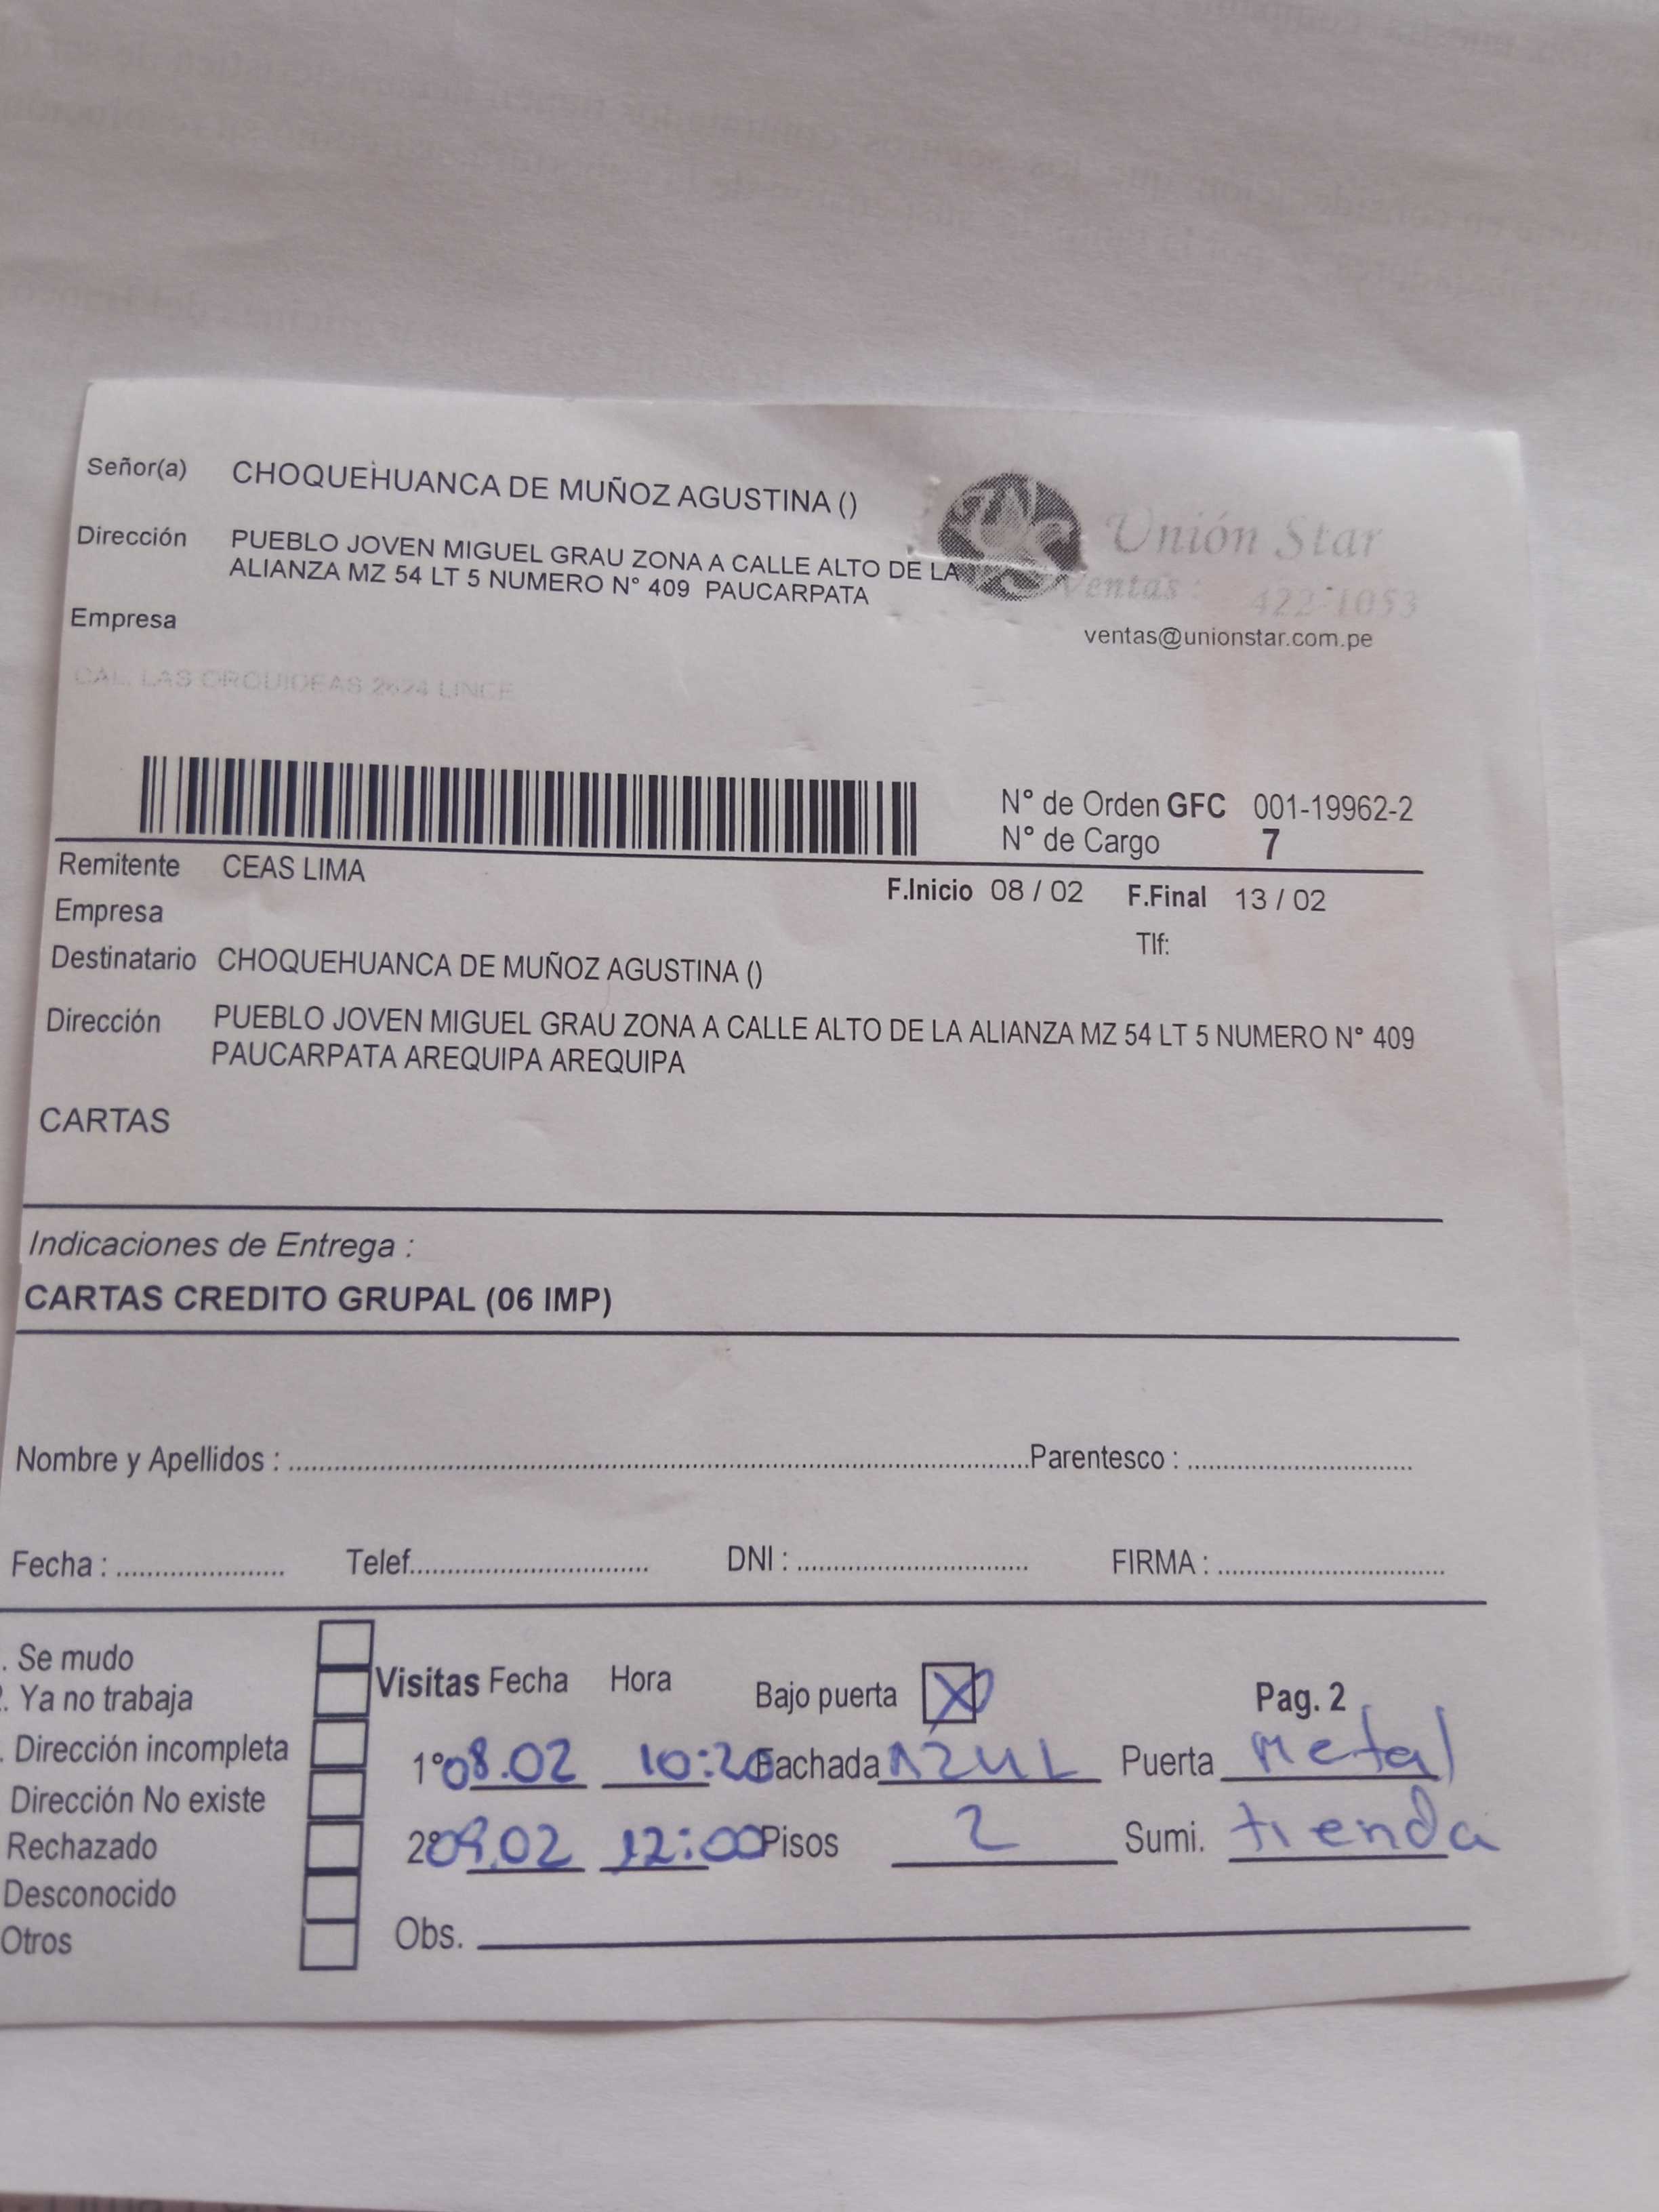 Señor(a) CHOQUEHUANCA DE MUÑOZ AGUSTINA ()
Dirección PUEBLO JOVEN MIGUEL GRAU ZONA A CALLE ALTO DE LA
ALIANZA MZ 54 LT 5 NUMERO N° 409 PAUCARPATA
Unión Star
Ventas : 422-1053
ventas@unionstar.com.pe
Empresa
CAL. LAS ORQUIDEAS 2624 LINCE
N° de Orden GFC 001-19962-2
N° de Cargo 7
Remitente CEAS LIMA
F.Inicio 08 / 02 F.Final 13 / 02
Empresa
Tlf:
Destinatario CHOQUEHUANCA DE MUÑOZ AGUSTINA ()
Dirección PUEBLO JOVEN MIGUEL GRAU ZONA A CALLE ALTO DE LA ALIANZA MZ 54 LT 5 NUMERO N° 409
PAUCARPATA AREQUIPA AREQUIPA
CARTAS
Indicaciones de Entrega :
CARTAS CREDITO GRUPAL (06 IMP)
Nombre y Apellidos : Parentesco :
Fecha : Telef. DNI : FIRMA :
. Se mudo
. Ya no trabaja
. Dirección incompleta
Dirección No existe
Rechazado
Desconocido
Otros
Visitas Fecha Hora Bajo puerta X Pag. 2
1° 08.02 10:20 Fachada AZUL Puerta Metal
2° 09.02 12:00 Pisos 2 Sumi. tienda
Obs.